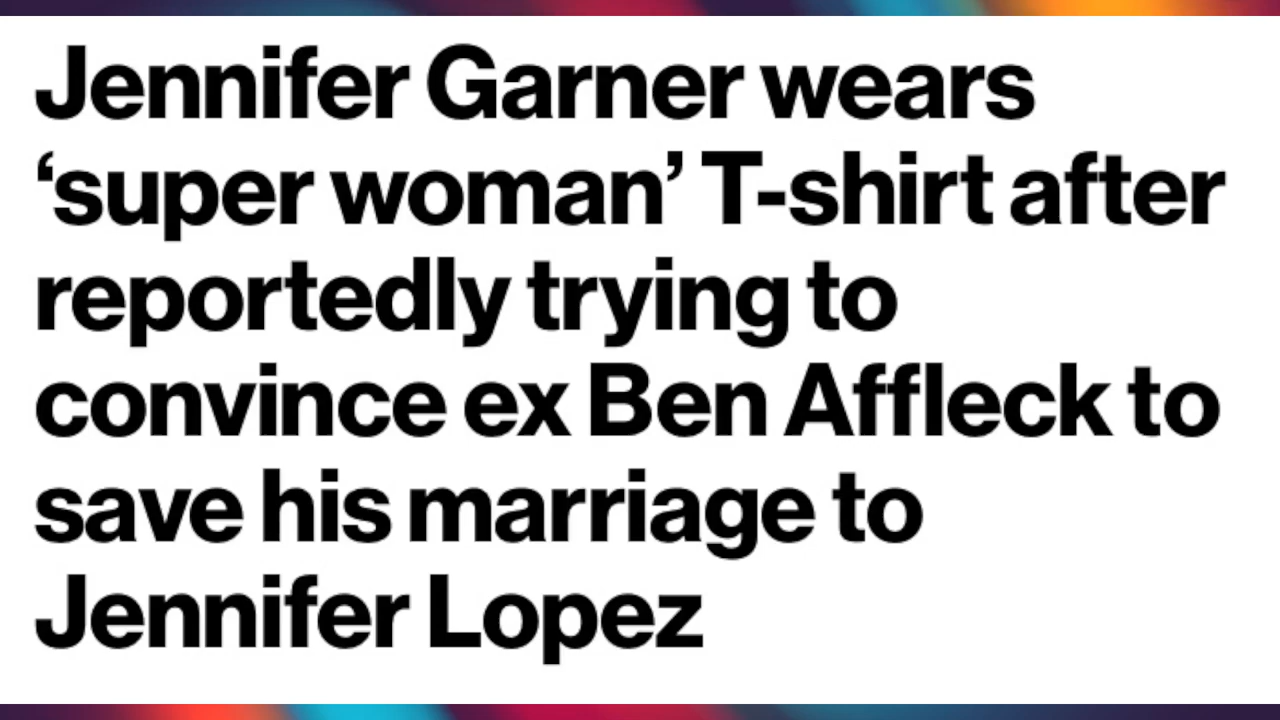 Jennifer Garner wears
‘super woman’ T-shirt after
reportedly trying to
convince ex Ben Affleck to
save his marriage to
Jennifer Lopez